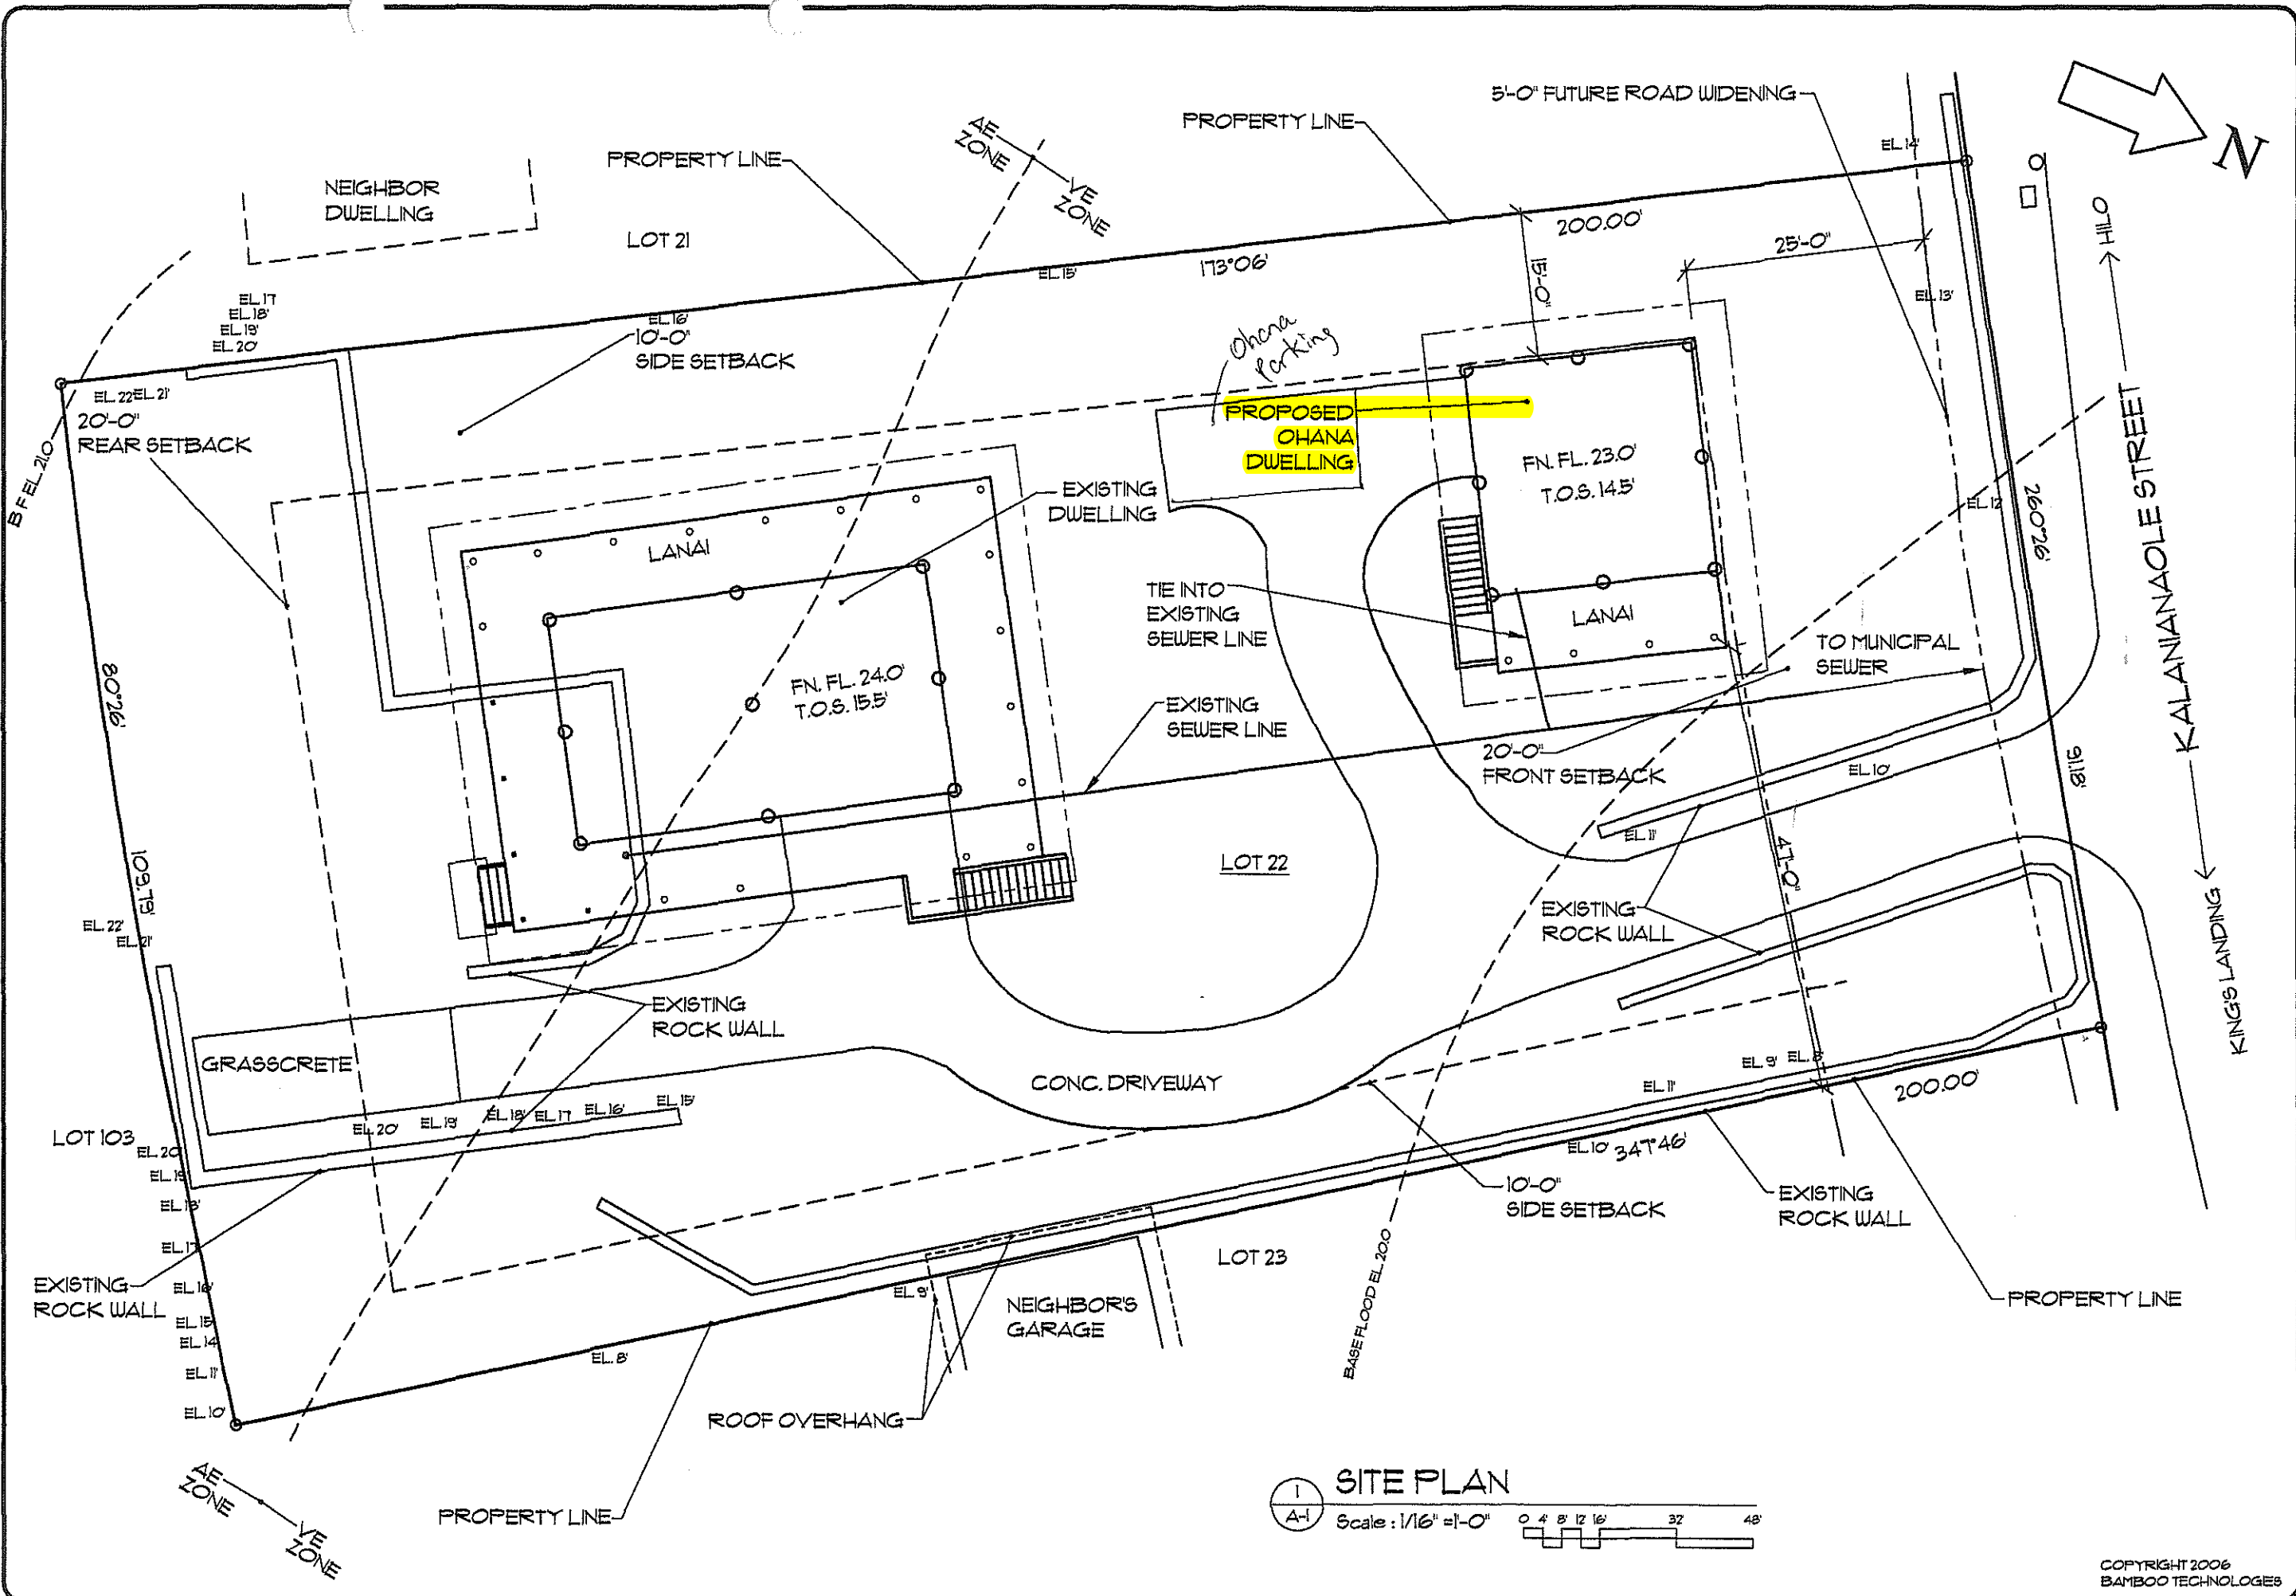 5'-0" FUTURE ROAD WIDENING
PROPERTY LINE
PROPERTY LINE
AE
ZONE
VE
ZONE
N
EL 14'
NEIGHBOR
DWELLING
LOT 21
200.00'
173°06'
25'-0"
15'-0"
EL.15'
EL.13'
HILO
EL.17
EL.18'
EL.19'
EL.20'
EL.16'
10'-0"
SIDE SETBACK
Ohana
Parking
EL.22'
EL.21'
20'-0"
REAR SETBACK
B F EL 21.0
PROPOSED
OHANA
DWELLING
FN. FL. 23.0'
T.O.S. 14.5'
EXISTING
DWELLING
LANAI
EL.12
260°26'
KALANIANAOLE STREET
TIE INTO
EXISTING
SEWER LINE
LANAI
TO MUNICIPAL
SEWER
80°26'
FN. FL. 24.0'
T.O.S. 15.5'
EXISTING
SEWER LINE
20'-0"
FRONT SETBACK
EL.10'
91.18'
EL.11'
47'-0"
109.79'
LOT 22
EL.22'
EL.21'
EXISTING
ROCK WALL
KING'S LANDING
EXISTING
ROCK WALL
GRASSCRETE
CONC. DRIVEWAY
EL.9'
EL.8'
EL.11'
200.00'
EL.20'
EL.19'
EL.18'
EL.17
EL.16'
EL.15'
LOT 103
EL.20'
EL.19'
EL.18'
EL.10'
347°46'
10'-0"
SIDE SETBACK
EXISTING
ROCK WALL
EL.17
EL.16'
EXISTING
ROCK WALL
LOT 23
BASE FLOOD EL. 20.0
EL.9'
NEIGHBOR'S
GARAGE
PROPERTY LINE
EL.15'
EL.14
EL.11'
EL.8'
EL.10'
ROOF OVERHANG
AE
ZONE
VE
ZONE
PROPERTY LINE
1
A-1
SITE PLAN
Scale : 1/16" =1'-0"
0 4' 8' 12' 16' 32' 48'
COPYRIGHT 2006
BAMBOO TECHNOLOGIES